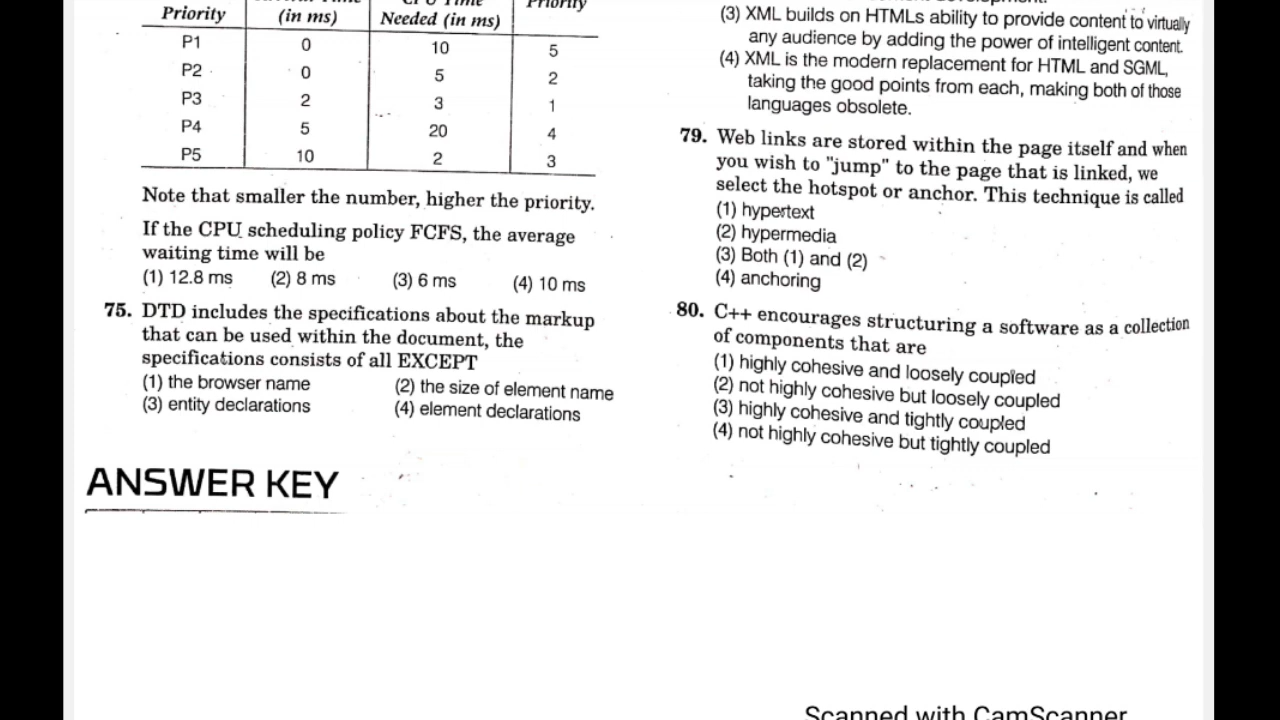 Priority (in ms) Needed (in ms) Priority
P1 0 10 5
P2 0 5 2
P3 2 3 1
P4 5 20 4
P5 10 2 3
Note that smaller the number, higher the priority.
If the CPU scheduling policy FCFS, the average
waiting time will be
(1) 12.8 ms (2) 8 ms (3) 6 ms (4) 10 ms
75. DTD includes the specifications about the markup
that can be used within the document, the
specifications consists of all EXCEPT
(1) the browser name (2) the size of element name
(3) entity declarations (4) element declarations
(3) XML builds on HTMLs ability to provide content to virtually
any audience by adding the power of intelligent content.
(4) XML is the modern replacement for HTML and SGML,
taking the good points from each, making both of those
languages obsolete.
79. Web links are stored within the page itself and when
you wish to "jump" to the page that is linked, we
select the hotspot or anchor. This technique is called
(1) hypertext
(2) hypermedia
(3) Both (1) and (2)
(4) anchoring
80. C++ encourages structuring a software as a collection
of components that are
(1) highly cohesive and loosely coupled
(2) not highly cohesive but loosely coupled
(3) highly cohesive and tightly coupled
(4) not highly cohesive but tightly coupled
ANSWER KEY
Scanned with CamScanner